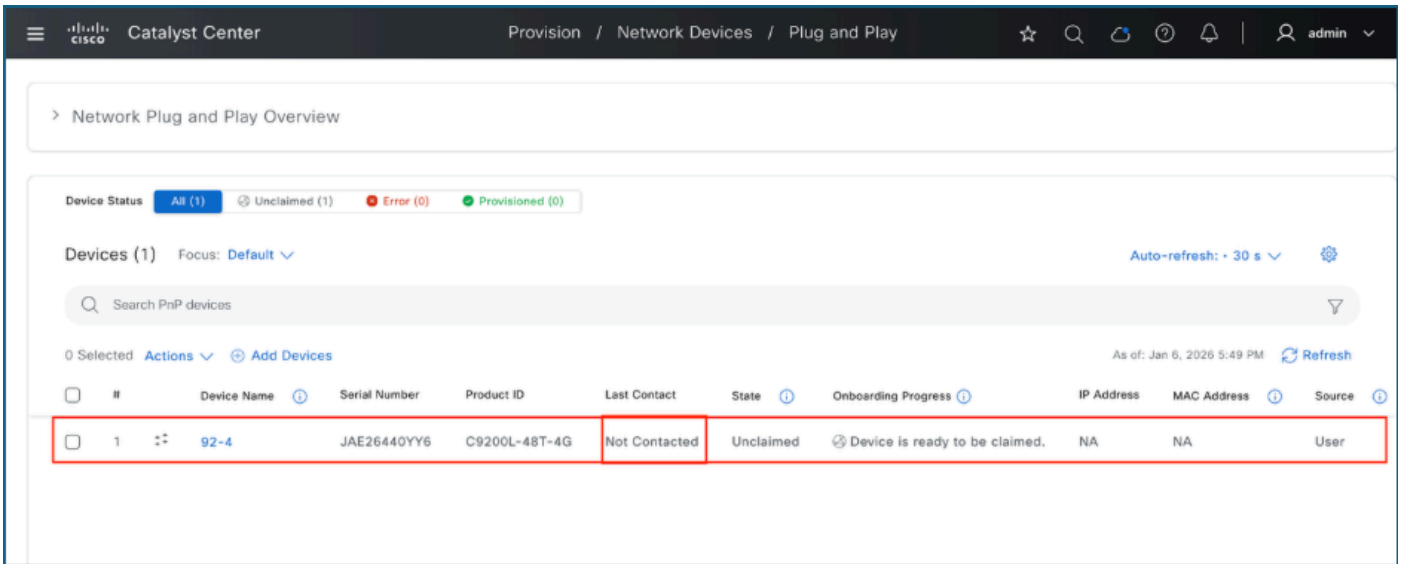 cisco Catalyst Center Provision / Network Devices / Plug and Play admin
> Network Plug and Play Overview
Device Status All (1) Unclaimed (1) Error (0) Provisioned (0)
Devices (1) Focus: Default Auto-refresh: • 30 s
Search PnP devices
0 Selected Actions Add Devices As of: Jan 6, 2026 5:49 PM Refresh
# Device Name Serial Number Product ID Last Contact State Onboarding Progress IP Address MAC Address Source
1 92-4 JAE26440YY6 C9200L-48T-4G Not Contacted Unclaimed Device is ready to be claimed. NA NA User